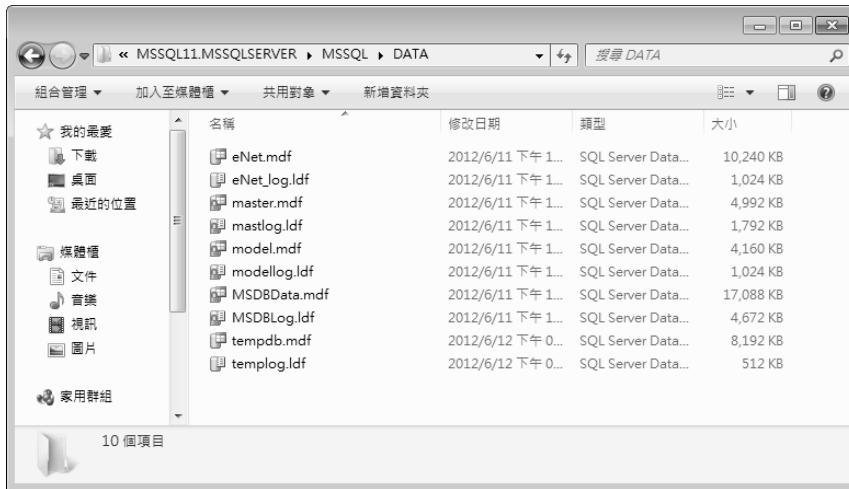 « MSSQL11.MSSQLSERVER ▸ MSSQL ▸ DATA 搜尋 DATA
組合管理 ▾ 加入至媒體櫃 ▾ 共用對象 ▾ 新增資料夾
我的最愛
下載
桌面
最近的位置
媒體櫃
文件
音樂
視訊
圖片
家用群組
名稱 修改日期 類型 大小
eNet.mdf 2012/6/11 下午 1... SQL Server Data... 10,240 KB
eNet_log.ldf 2012/6/11 下午 1... SQL Server Data... 1,024 KB
master.mdf 2012/6/11 下午 1... SQL Server Data... 4,992 KB
mastlog.ldf 2012/6/11 下午 1... SQL Server Data... 1,792 KB
model.mdf 2012/6/11 下午 1... SQL Server Data... 4,160 KB
modellog.ldf 2012/6/11 下午 1... SQL Server Data... 1,024 KB
MSDBData.mdf 2012/6/11 下午 1... SQL Server Data... 17,088 KB
MSDBLog.ldf 2012/6/11 下午 1... SQL Server Data... 4,672 KB
tempdb.mdf 2012/6/12 下午 0... SQL Server Data... 8,192 KB
templog.ldf 2012/6/12 下午 0... SQL Server Data... 512 KB
10 個項目